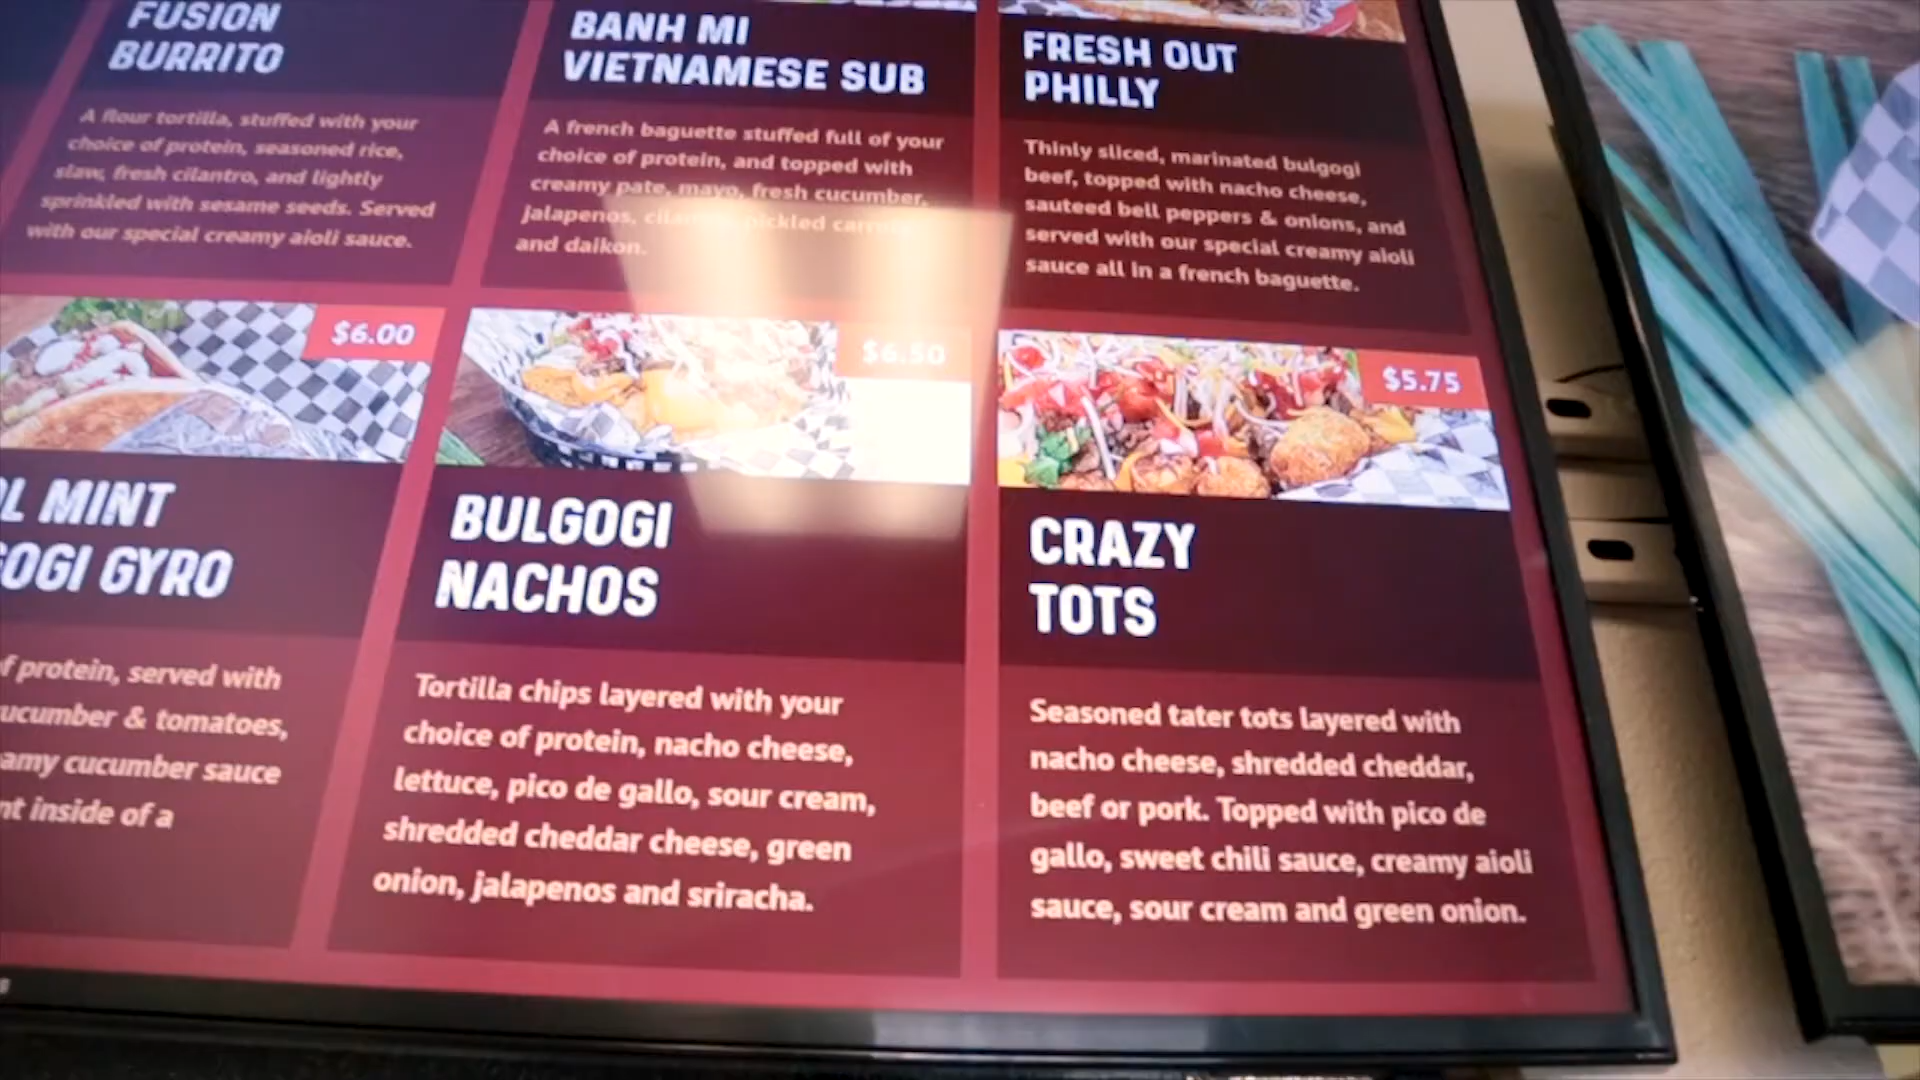 FUSION
BURRITO
A flour tortilla, stuffed with your
choice of protein, seasoned rice,
slaw, fresh cilantro, and lightly
sprinkled with sesame seeds. Served
with our special creamy aioli sauce.
BANH MI
VIETNAMESE SUB
A french baguette stuffed full of your
choice of protein, and topped with
creamy pate, mayo, fresh cucumber,
jalapenos, cilantro, pickled carrots
and daikon.
FRESH OUT
PHILLY
Thinly sliced, marinated bulgogi
beef, topped with nacho cheese,
sauteed bell peppers & onions, and
served with our special creamy aioli
sauce all in a french baguette.
$6.00
L MINT
GOGI GYRO
f protein, served with
ucumber & tomatoes,
amy cucumber sauce
nt inside of a
$6.50
BULGOGI
NACHOS
Tortilla chips layered with your
choice of protein, nacho cheese,
lettuce, pico de gallo, sour cream,
shredded cheddar cheese, green
onion, jalapenos and sriracha.
$5.75
CRAZY
TOTS
Seasoned tater tots layered with
nacho cheese, shredded cheddar,
beef or pork. Topped with pico de
gallo, sweet chili sauce, creamy aioli
sauce, sour cream and green onion.